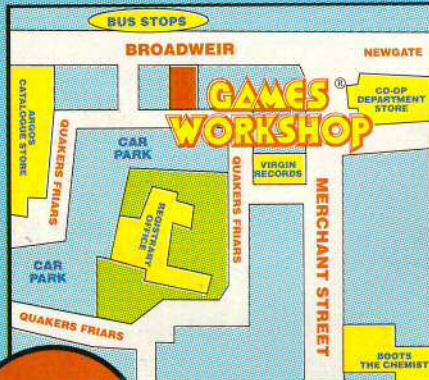 BUS STOPS
BROADWEIR
NEWGATE
GAMES®
WORKSHOP
CO-OP
DEPARTMENT
STORE
ARGOS
CATALOGUE STORE
QUAKERS FRIARS
CAR
PARK
QUAKERS FRIARS
VIRGIN
RECORDS
MERCHANT STREET
REGISTRARY
OFFICE
CAR
PARK
QUAKERS FRIARS
BOOTS
THE CHEMIST